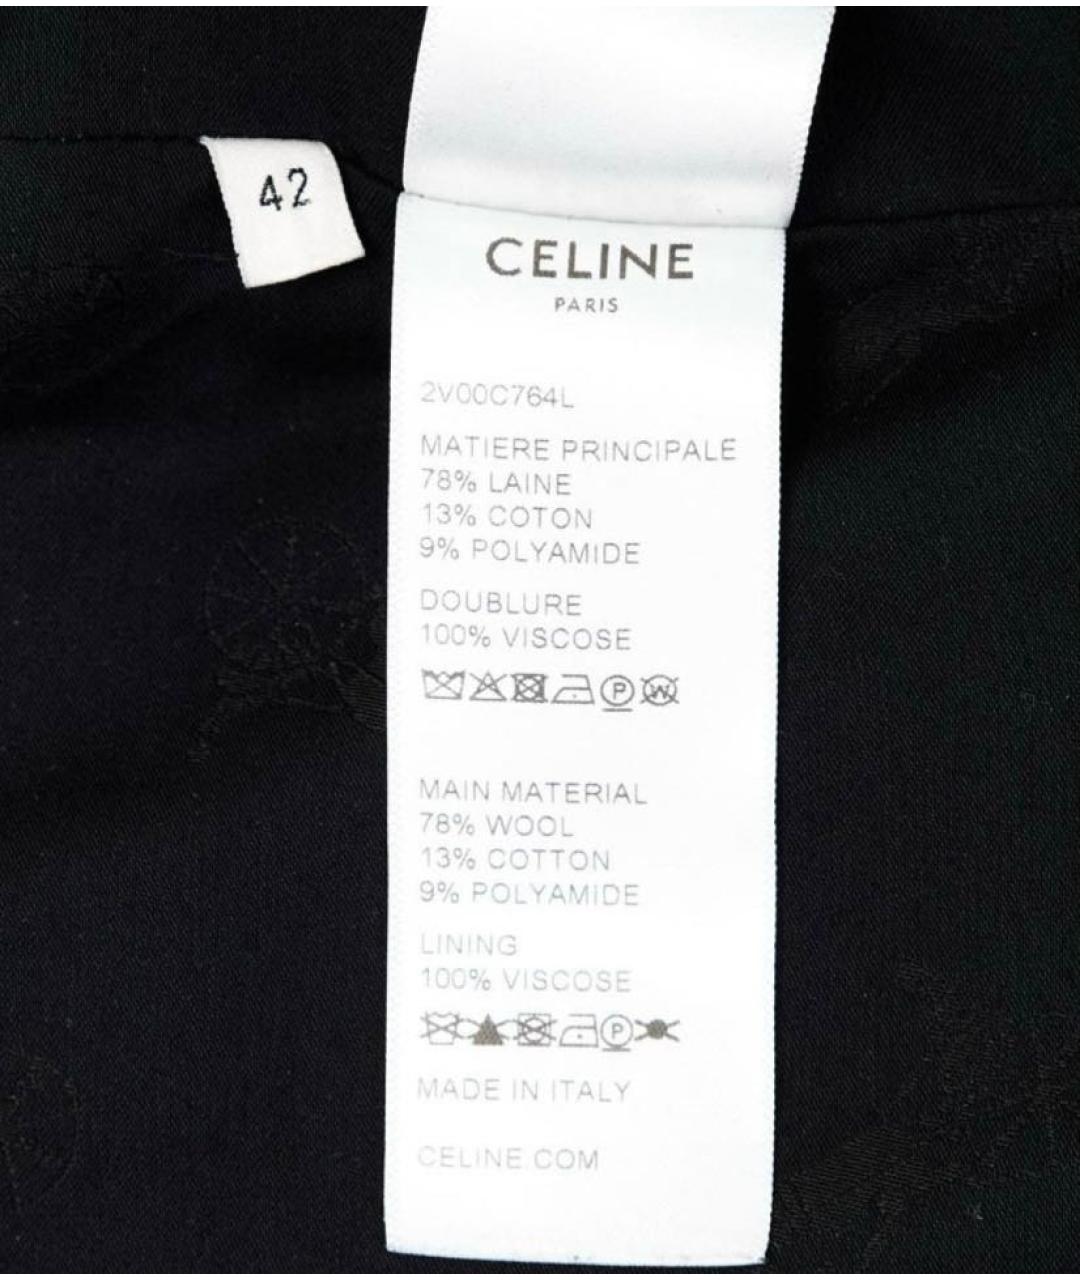 42
CELINE
PARIS
2V00C764L
MATIERE PRINCIPALE
78% LAINE
13% COTON
9% POLYAMIDE
DOUBLURE
100% VISCOSE
P W
MAIN MATERIAL
78% WOOL
13% COTTON
9% POLYAMIDE
LINING
100% VISCOSE
P
MADE IN ITALY
CELINE.COM